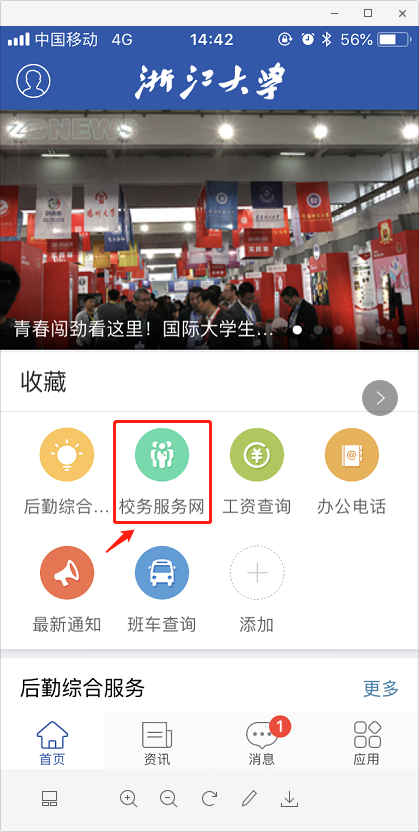 中国移动 4G 14:42 56%
浙江大学
ZDNEWS
青春闯劲看这里！国际大学生...
收藏
后勤综合... 校务服务网 工资查询 办公电话
最新通知 班车查询 添加
后勤综合服务 更多
1
首页 资讯 消息 应用